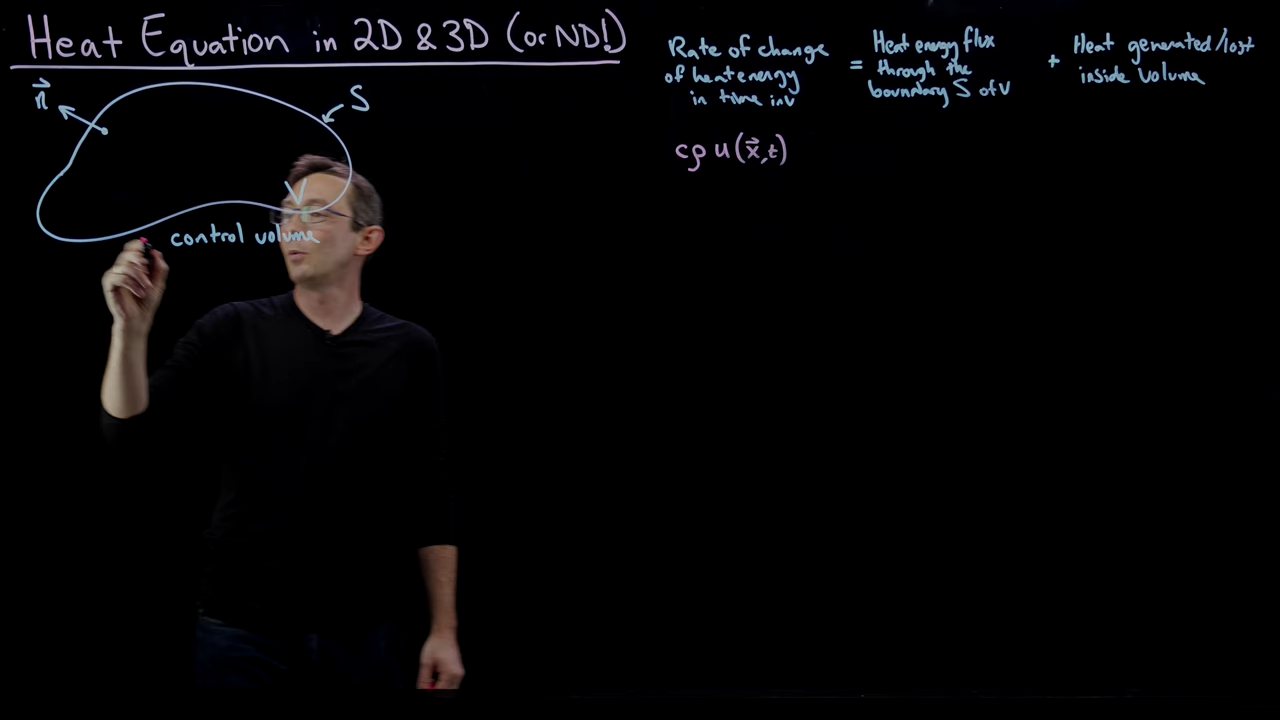 Heat Equation in 2D & 3D (or ND!)
n⃗
S
V
control volume
Rate of change
of heat energy
in time in V
=
Heat energy flux
through the
boundary S of V
+
Heat generated/lost
inside volume
cρ u(x⃗,t)